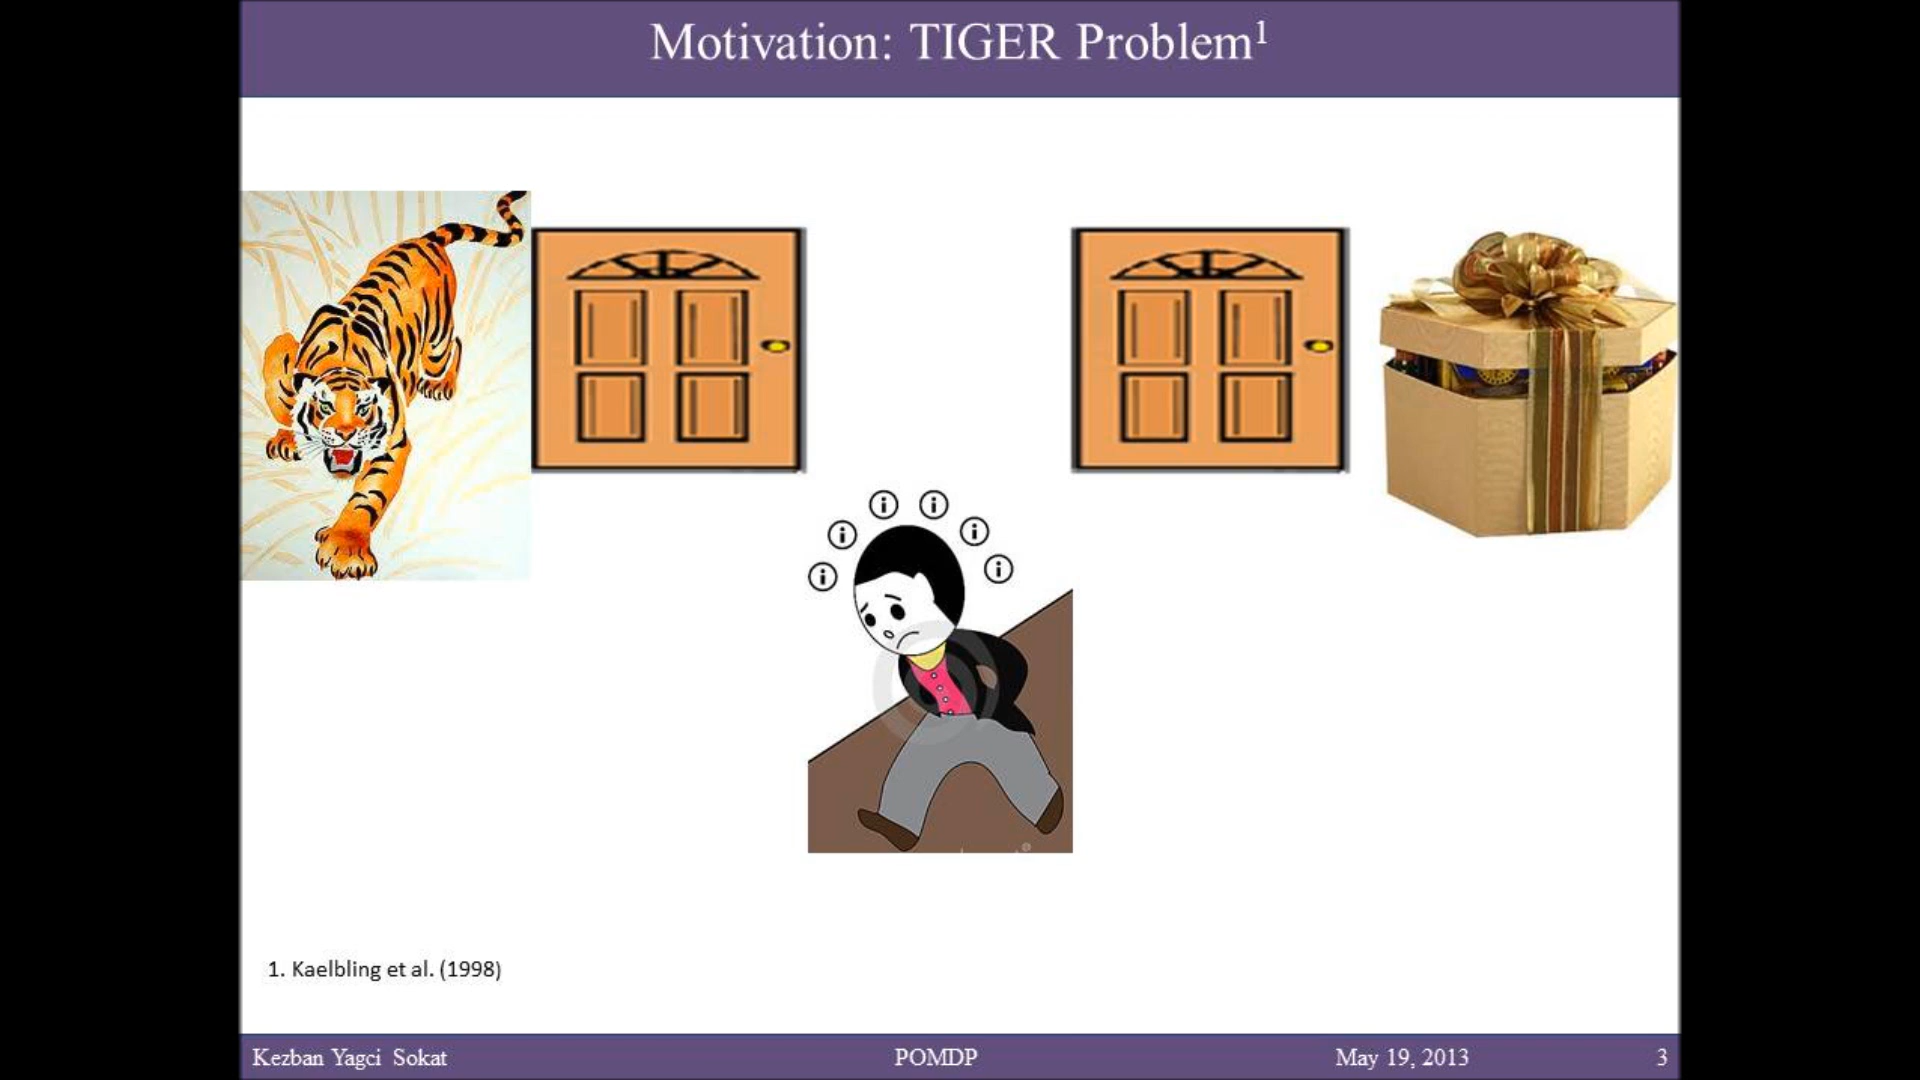 Motivation: TIGER Problem¹
i i
i i
i i
1. Kaelbling et al. (1998)
Kezban Yagci Sokat POMDP May 19, 2013 3